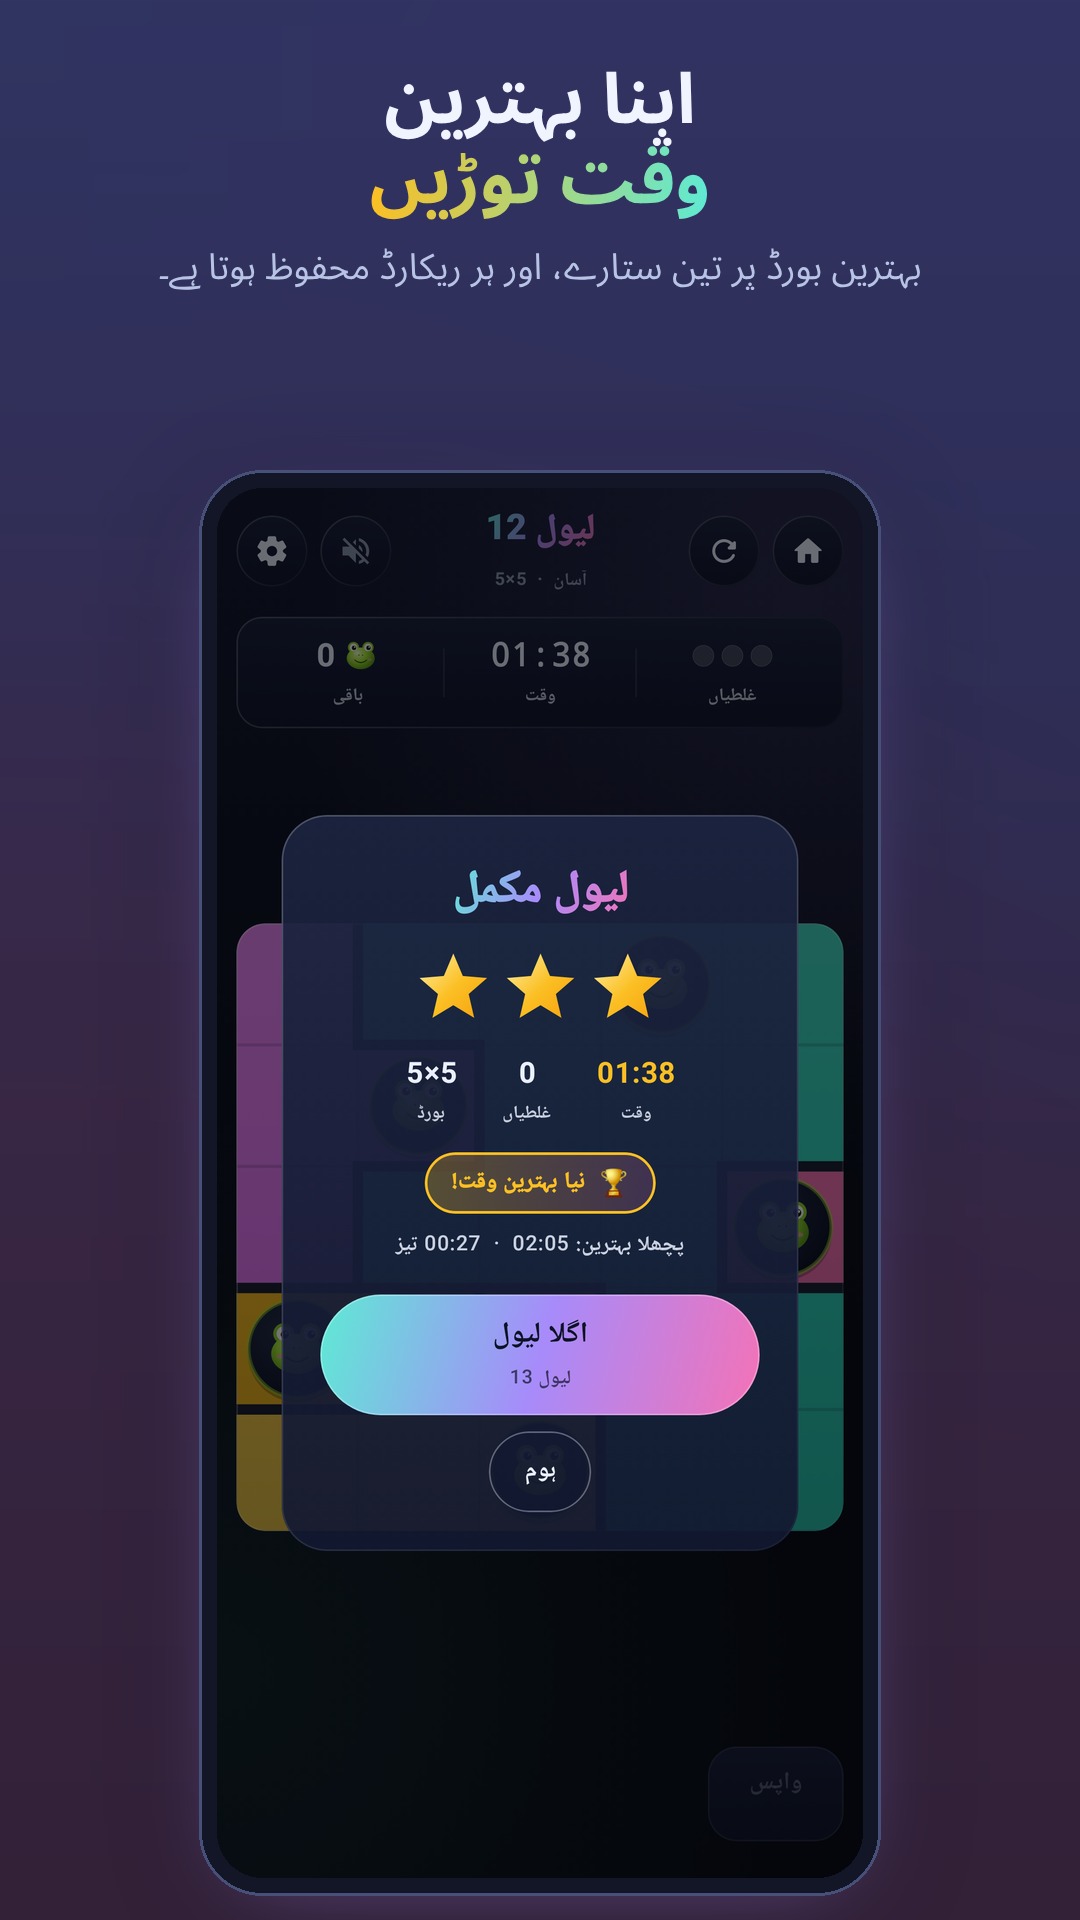 اپنا بہترین
وقت توڑیں
بہترین بورڈ پر تین ستارے، اور ہر ریکارڈ محفوظ ہوتا ہے۔
لیول 12
آسان · 5×5
01:38
0
غلطیاں
وقت
باقی
لیول مکمل
01:38
0
5×5
وقت
غلطیاں
بورڈ
نیا بہترین وقت!
پچھلا بہترین: 02:05 · 00:27 تیز
اگلا لیول
لیول 13
ہوم
واپس